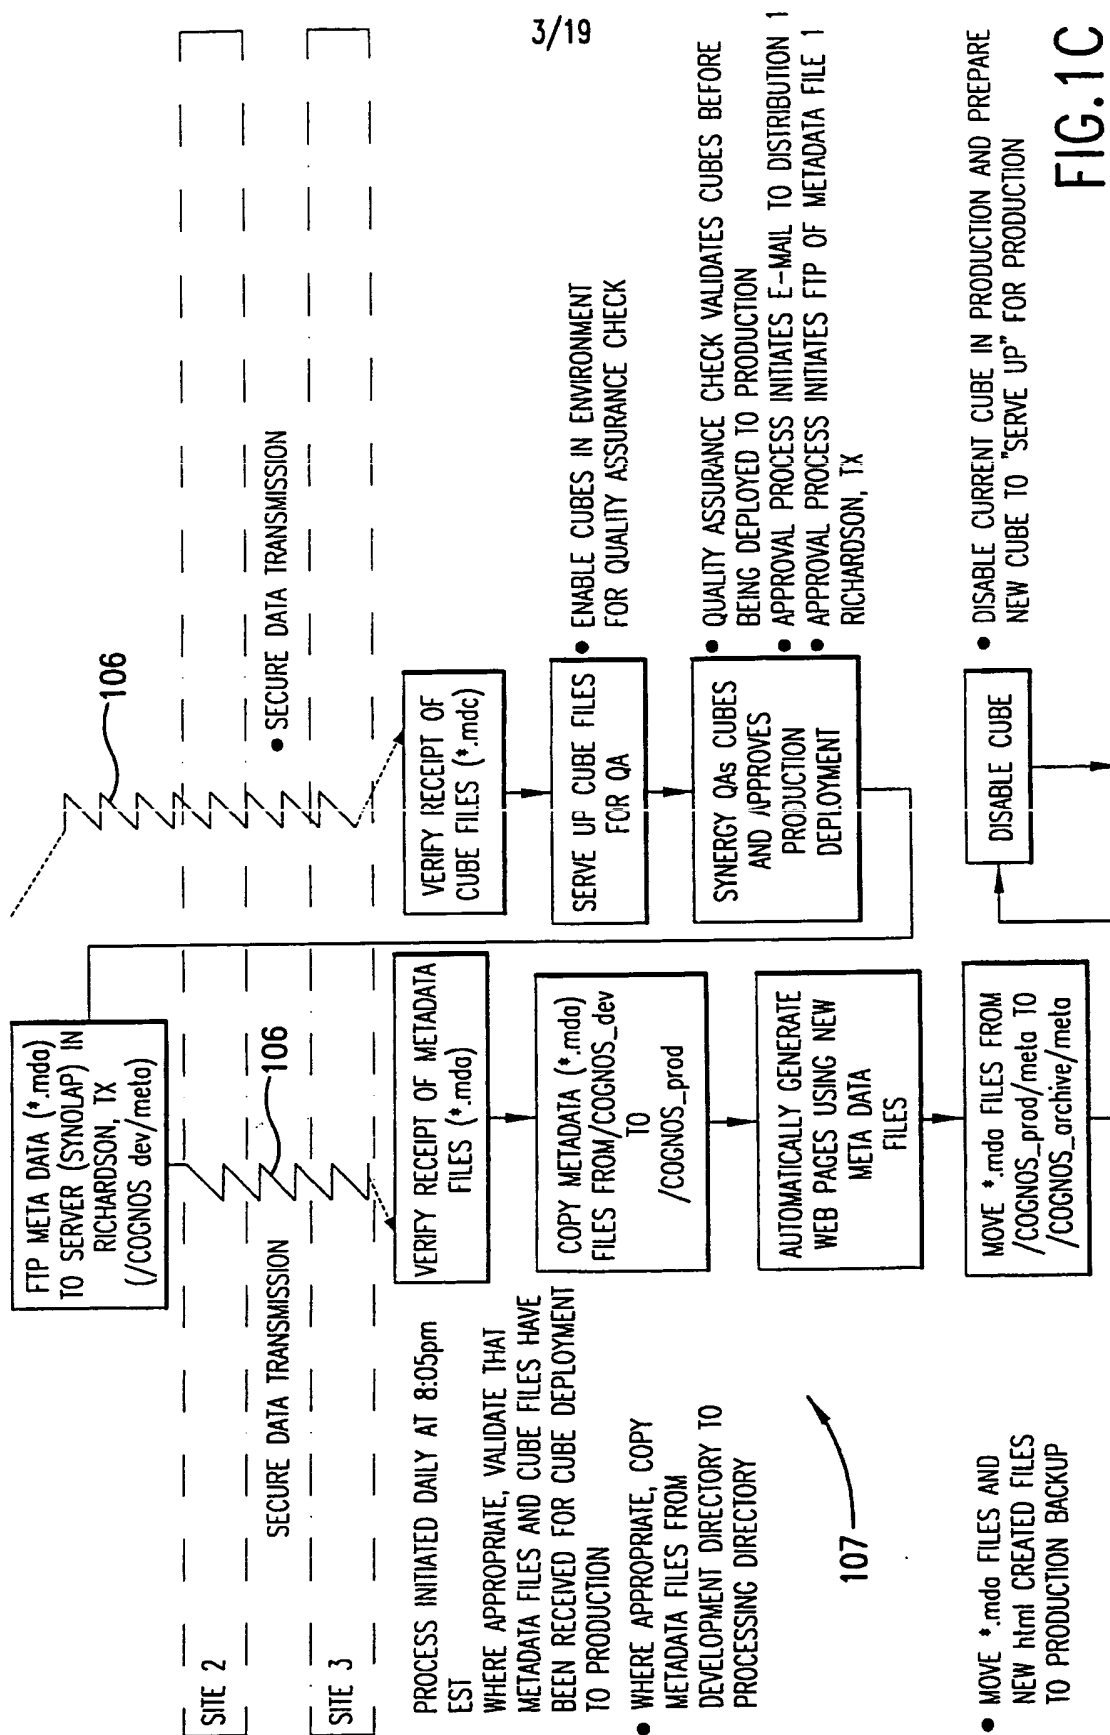 3/19
SITE 2
SITE 3
FTP META DATA (*.mda)
TO SERVER (SYNOLAP) IN
RICHARDSON, TX
(/COGNOS dev/meta)
106
106
SECURE DATA TRANSMISSION
• SECURE DATA TRANSMISSION
PROCESS INITIATED DAILY AT 8:05pm
EST
WHERE APPROPRIATE, VALIDATE THAT
METADATA FILES AND CUBE FILES HAVE
BEEN RECEIVED FOR CUBE DEPLOYMENT
TO PRODUCTION
• WHERE APPROPRIATE, COPY
METADATA FILES FROM
DEVELOPMENT DIRECTORY TO
PROCESSING DIRECTORY
107
• MOVE *.mda FILES AND
NEW html CREATED FILES
TO PRODUCTION BACKUP
VERIFY RECEIPT OF METADATA
FILES (*.mda)
COPY METADATA (*.mda)
FILES FROM/COGNOS_dev
TO
/COGNOS_prod
AUTOMATICALLY GENERATE
WEB PAGES USING NEW
META DATA
FILES
MOVE *.mda FILES FROM
/COGNOS_prod/meta TO
/COGNOS_archive/meta
VERIFY RECEIPT OF
CUBE FILES (*.mdc)
SERVE UP CUBE FILES
FOR QA
SYNERGY QAs CUBES
AND APPROVES
PRODUCTION
DEPLOYMENT
DISABLE CUBE
• ENABLE CUBES IN ENVIRONMENT
FOR QUALITY ASSURANCE CHECK
• QUALITY ASSURANCE CHECK VALIDATES CUBES BEFORE
BEING DEPLOYED TO PRODUCTION
• APPROVAL PROCESS INITIATES E-MAIL TO DISTRIBUTION 1
• APPROVAL PROCESS INITIATES FTP OF METADATA FILE 1
RICHARDSON, TX
• DISABLE CURRENT CUBE IN PRODUCTION AND PREPARE
NEW CUBE TO "SERVE UP" FOR PRODUCTION
FIG.1C